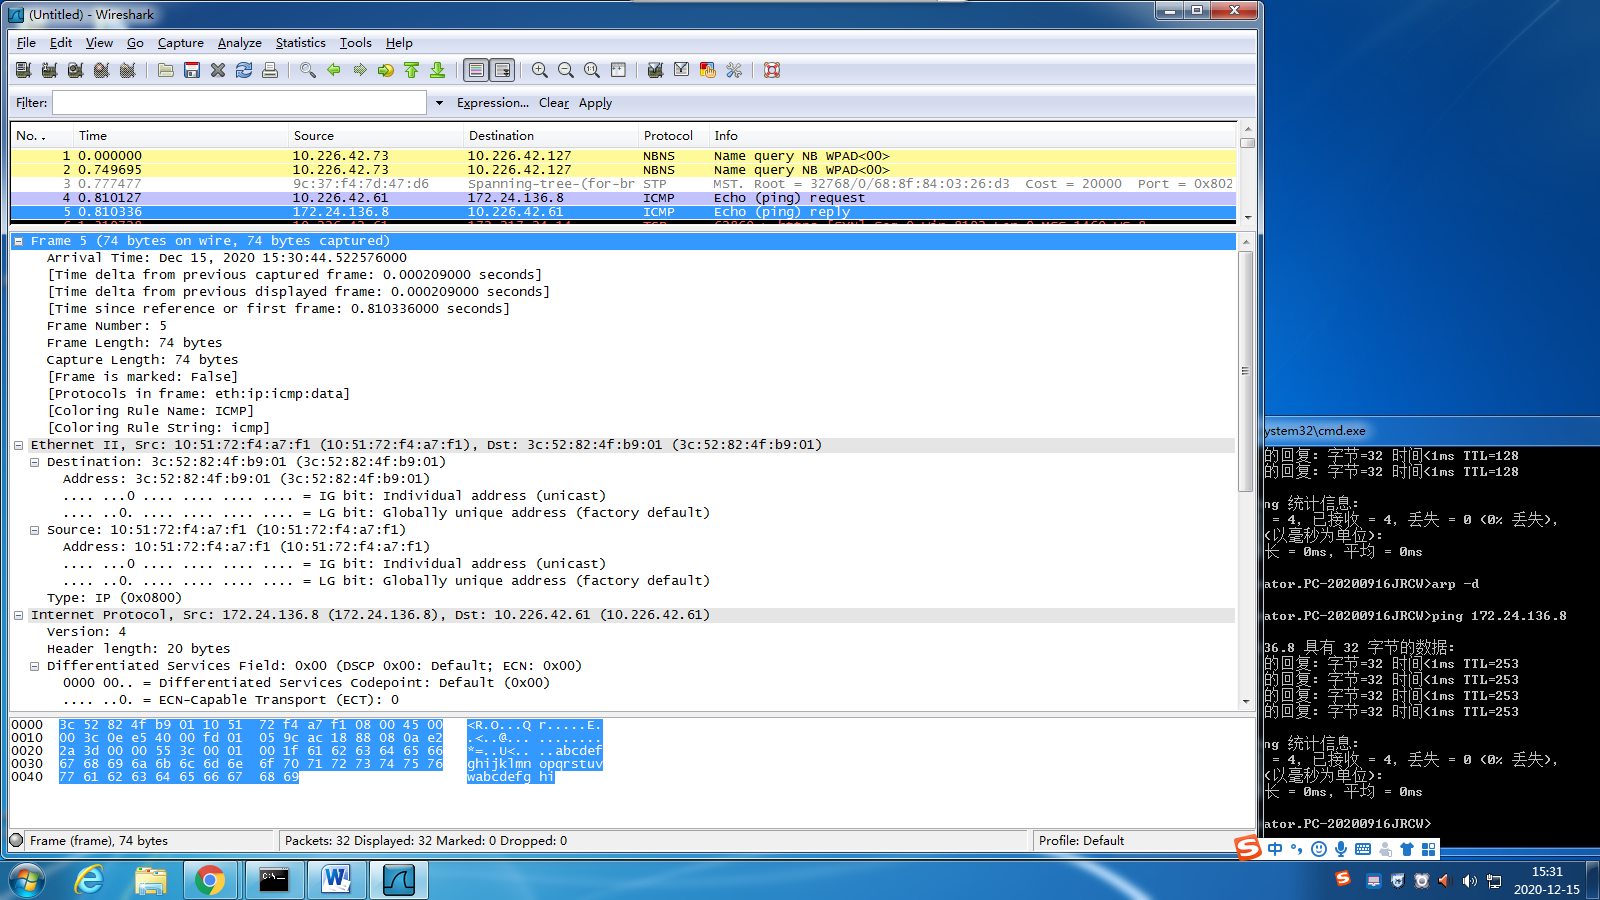 (Untitled) - Wireshark
File Edit View Go Capture Analyze Statistics Tools Help
Filter: Expression... Clear Apply
No. . Time Source Destination Protocol Info
1 0.000000 10.226.42.73 10.226.42.127 NBNS Name query NB WPAD<00>
2 0.749695 10.226.42.73 10.226.42.127 NBNS Name query NB WPAD<00>
3 0.777477 9c:37:f4:7d:47:d6 Spanning-tree-(for-br STP MST. Root = 32768/0/68:8f:84:03:26:d3 Cost = 20000 Port = 0x802
4 0.810127 10.226.42.61 172.24.136.8 ICMP Echo (ping) request
5 0.810336 172.24.136.8 10.226.42.61 ICMP Echo (ping) reply
Frame 5 (74 bytes on wire, 74 bytes captured)
Arrival Time: Dec 15, 2020 15:30:44.522576000
[Time delta from previous captured frame: 0.000209000 seconds]
[Time delta from previous displayed frame: 0.000209000 seconds]
[Time since reference or first frame: 0.810336000 seconds]
Frame Number: 5
Frame Length: 74 bytes
Capture Length: 74 bytes
[Frame is marked: False]
[Protocols in frame: eth:ip:icmp:data]
[Coloring Rule Name: ICMP]
[Coloring Rule String: icmp]
Ethernet II, Src: 10:51:72:f4:a7:f1 (10:51:72:f4:a7:f1), Dst: 3c:52:82:4f:b9:01 (3c:52:82:4f:b9:01)
Destination: 3c:52:82:4f:b9:01 (3c:52:82:4f:b9:01)
Address: 3c:52:82:4f:b9:01 (3c:52:82:4f:b9:01)
.... ...0 .... .... .... .... = IG bit: Individual address (unicast)
.... ..0. .... .... .... .... = LG bit: Globally unique address (factory default)
Source: 10:51:72:f4:a7:f1 (10:51:72:f4:a7:f1)
Address: 10:51:72:f4:a7:f1 (10:51:72:f4:a7:f1)
.... ...0 .... .... .... .... = IG bit: Individual address (unicast)
.... ..0. .... .... .... .... = LG bit: Globally unique address (factory default)
Type: IP (0x0800)
Internet Protocol, Src: 172.24.136.8 (172.24.136.8), Dst: 10.226.42.61 (10.226.42.61)
Version: 4
Header length: 20 bytes
Differentiated Services Field: 0x00 (DSCP 0x00: Default; ECN: 0x00)
0000 00.. = Differentiated Services Codepoint: Default (0x00)
.... ..0. = ECN-Capable Transport (ECT): 0
0000 3c 52 82 4f b9 01 10 51 72 f4 a7 f1 08 00 45 00 <R.O...Q r.....E.
0010 00 3c 0e e5 40 00 fd 01 05 9c ac 18 88 08 0a e2 .<..@... ........
0020 2a 3d 00 00 55 3c 00 01 00 1f 61 62 63 64 65 66 *=..U<.. ..abcdef
0030 67 68 69 6a 6b 6c 6d 6e 6f 70 71 72 73 74 75 76 ghijklmn opqrstuv
0040 77 61 62 63 64 65 66 67 68 69 wabcdefg hi
Frame (frame), 74 bytes Packets: 32 Displayed: 32 Marked: 0 Dropped: 0 Profile: Default
ystem32\cmd.exe
的回复: 字节=32 时间<1ms TTL=128
的回复: 字节=32 时间<1ms TTL=128
ng 统计信息:
= 4, 已接收 = 4, 丢失 = 0 (0% 丢失),
(以毫秒为单位):
长 = 0ms, 平均 = 0ms
ator.PC-20200916JRCW>arp -d
ator.PC-20200916JRCW>ping 172.24.136.8
36.8 具有 32 字节的数据:
的回复: 字节=32 时间<1ms TTL=253
的回复: 字节=32 时间<1ms TTL=253
的回复: 字节=32 时间<1ms TTL=253
的回复: 字节=32 时间<1ms TTL=253
ng 统计信息:
= 4, 已接收 = 4, 丢失 = 0 (0% 丢失),
(以毫秒为单位):
长 = 0ms, 平均 = 0ms
ator.PC-20200916JRCW>
中
15:31
2020-12-15